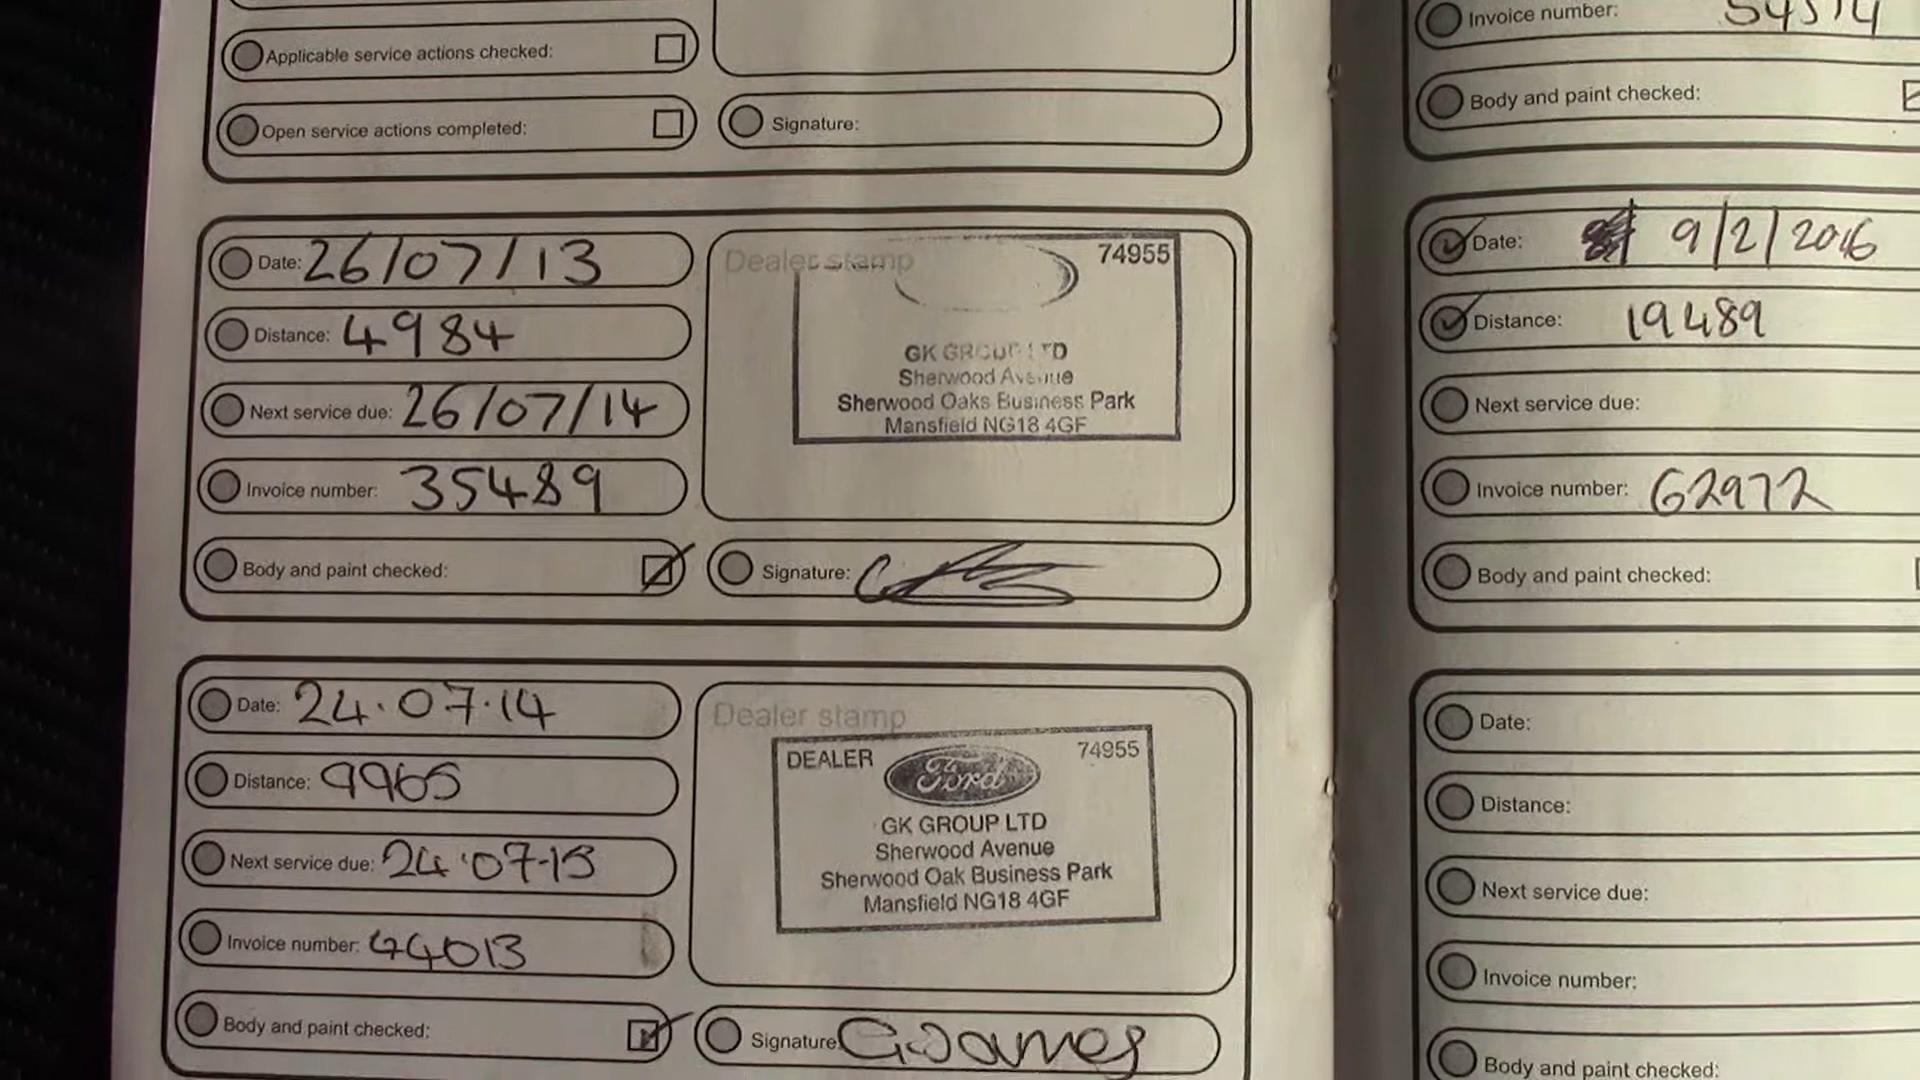 Applicable service actions checked:
Open service actions completed:
Signature:
Date: 26/07/13
Distance: 4984
Next service due: 26/07/14
Invoice number: 35489
Body and paint checked:
Dealer stamp
74955
GK GROUP LTD
Sherwood Avenue
Sherwood Oaks Business Park
Mansfield NG18 4GF
Signature:
Date: 24.07.14
Distance: 9965
Next service due: 24.07-15
Invoice number: 44013
Body and paint checked:
Dealer stamp
DEALER
Ford
74955
GK GROUP LTD
Sherwood Avenue
Sherwood Oak Business Park
Mansfield NG18 4GF
Signature
Invoice number:
Body and paint checked:
Date: 9/2/2016
Distance: 19489
Next service due:
Invoice number: 62972
Body and paint checked:
Date:
Distance:
Next service due:
Invoice number:
Body and paint checked: